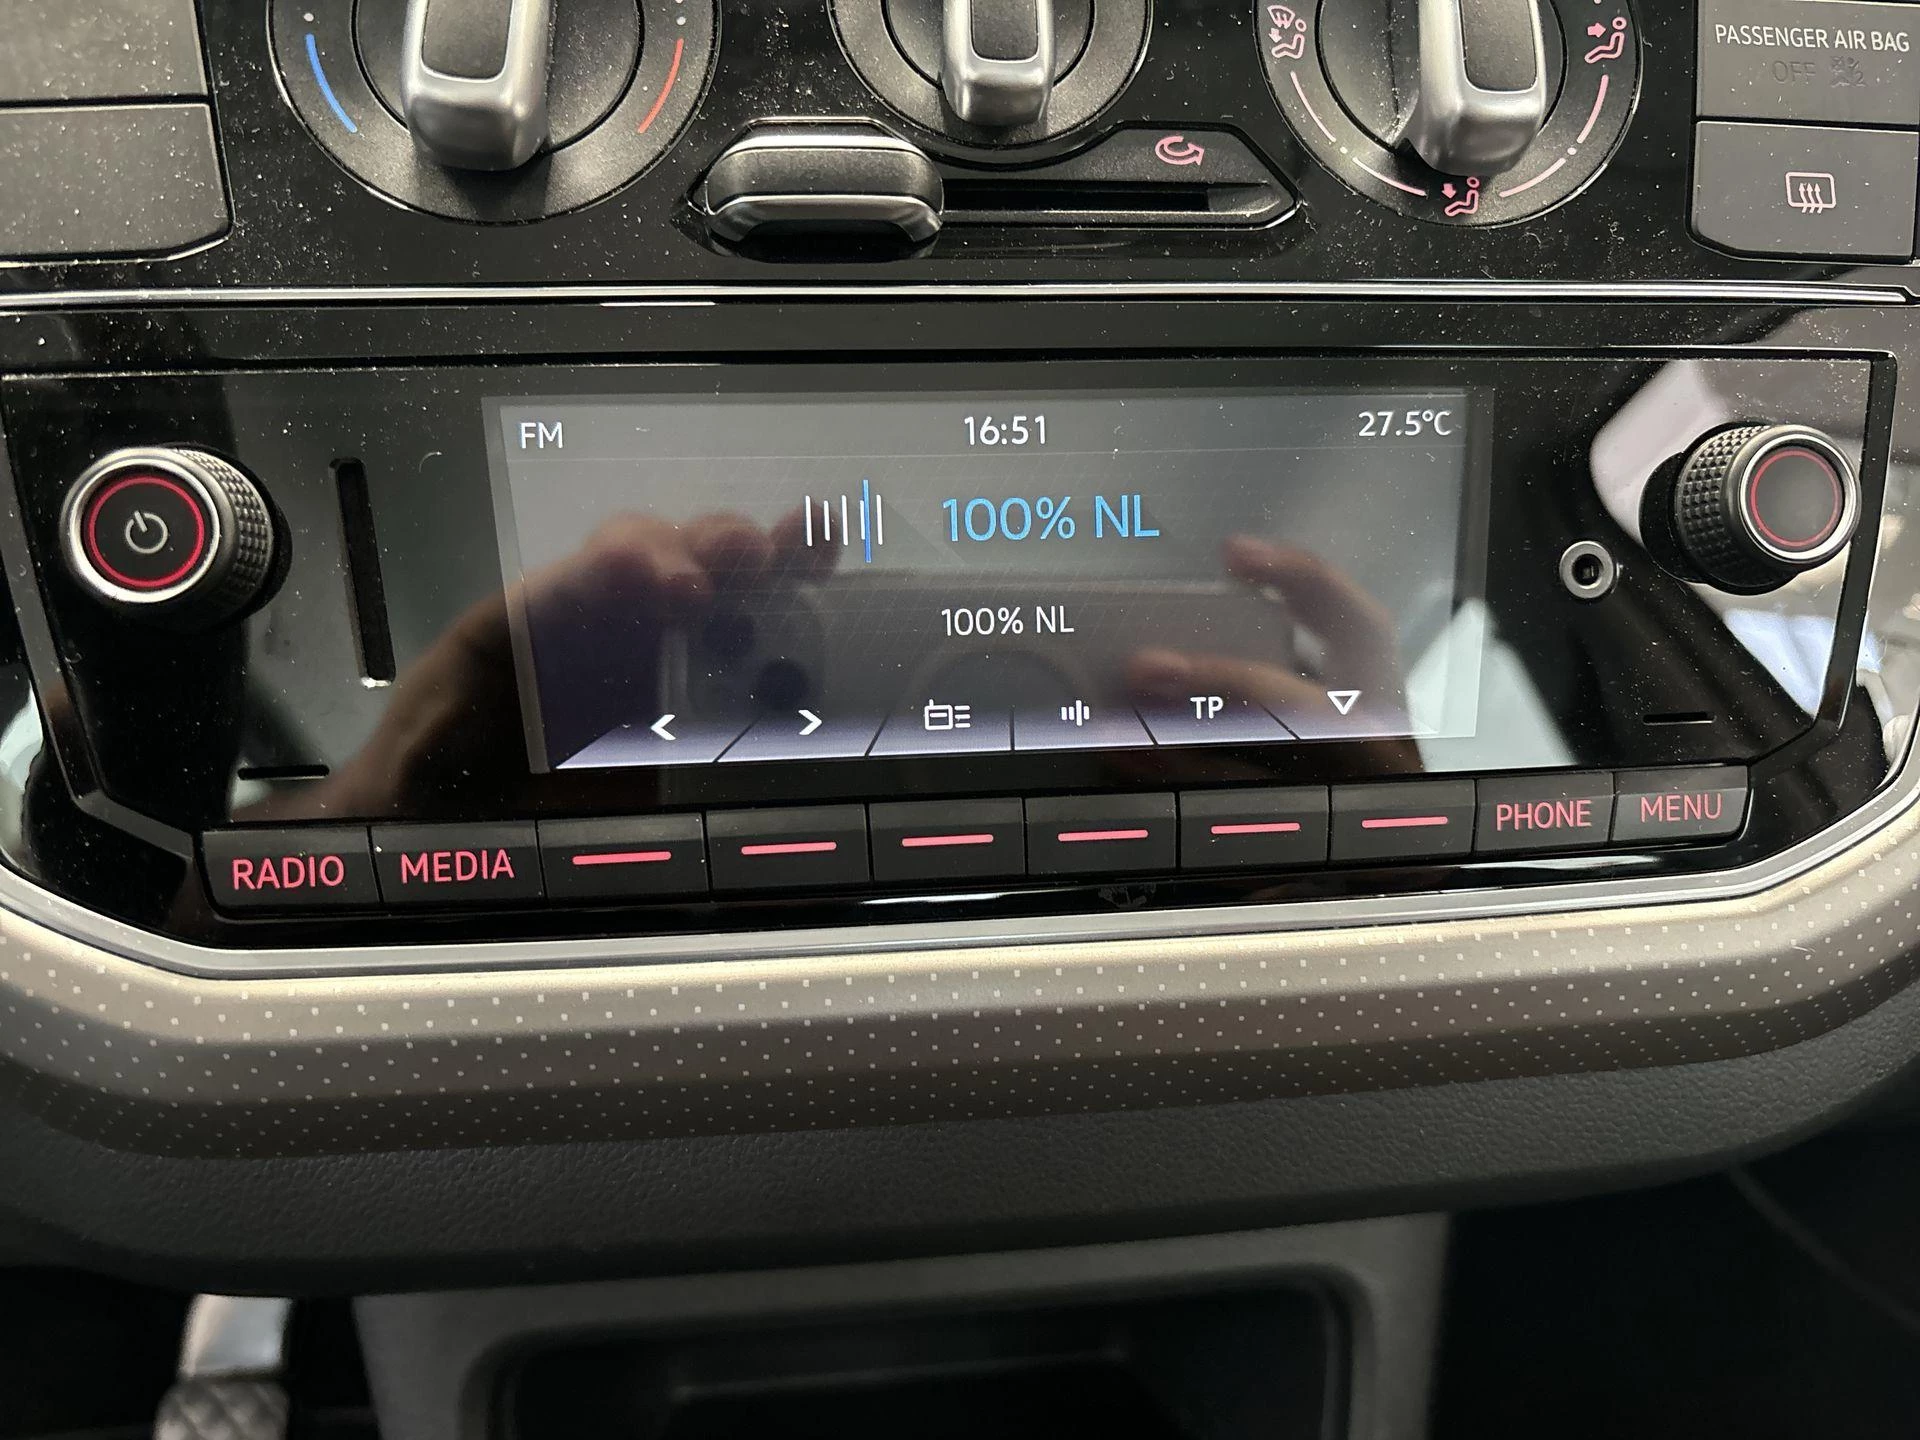 PASSENGER AIR BAG
OFF
FM 16:51 27.5°C
100% NL
100% NL
TP
RADIO MEDIA PHONE MENU